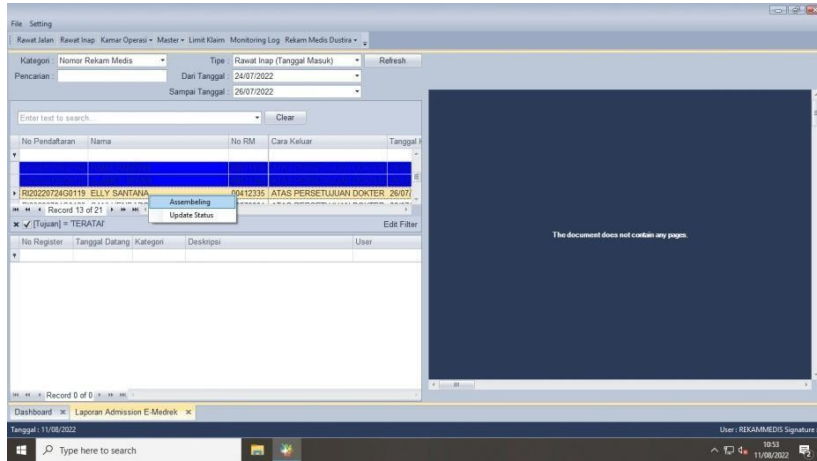 File Setting
Rawat Jalan Rawat Inap Kamar Operasi Master Limit Klaim Monitoring Log Rekam Medis Dustira
Kategori : Nomor Rekam Medis Tipe : Rawat Inap (Tanggal Masuk) Refresh
Pencarian : Dari Tanggal : 24/07/2022
Sampai Tanggal : 26/07/2022
Enter text to search... Clear
No Pendaftaran Nama No RM Cara Keluar Tanggal
RI20220724G0119 ELLY SANTANA 00412335 ATAS PERSETUJUAN DOKTER 26/07/
Assembeling
Record 13 of 21
Update Status
[Tujuan] = 'TERATAI' Edit Filter
No Register Tanggal Datang Kategori Deskripsi User
The document does not contain any pages.
Record 0 of 0
Dashboard Laporan Admission E-Medrek
Tanggal : 11/08/2022 User : REKAMMEDIS Signature
Type here to search
10:53
11/08/2022